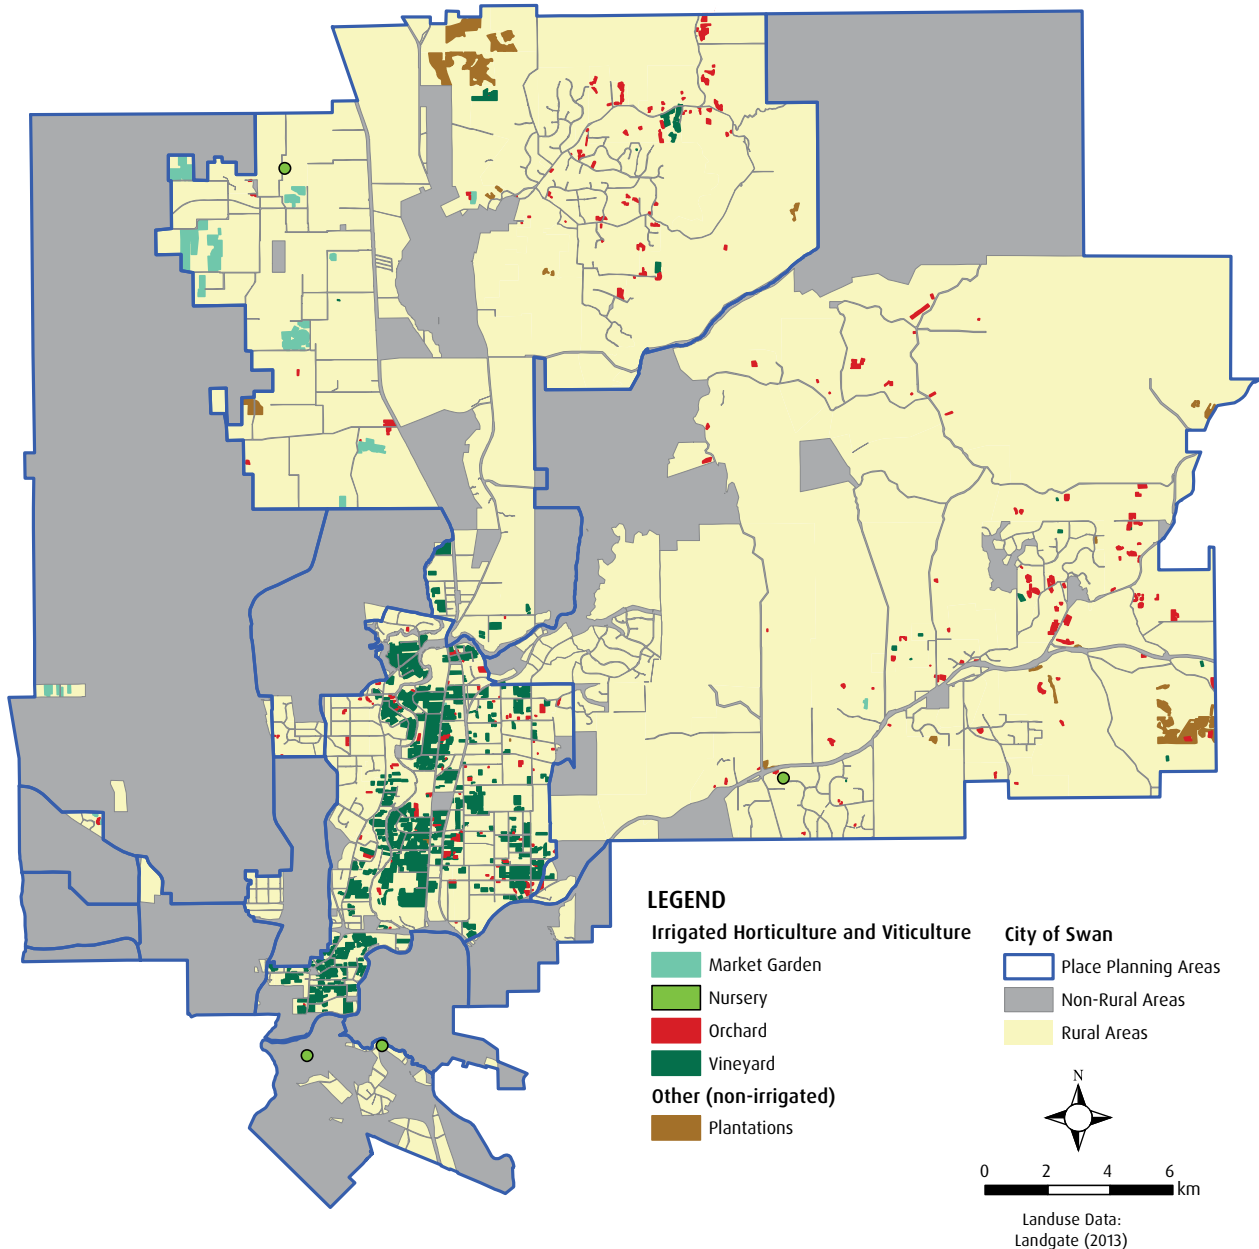 LEGEND
Irrigated Horticulture and Viticulture
Market Garden
Nursery
Orchard
Vineyard
Other (non-irrigated)
Plantations
City of Swan
Place Planning Areas
Non-Rural Areas
Rural Areas
N
0 2 4 6
km
Landuse Data:
Landgate (2013)